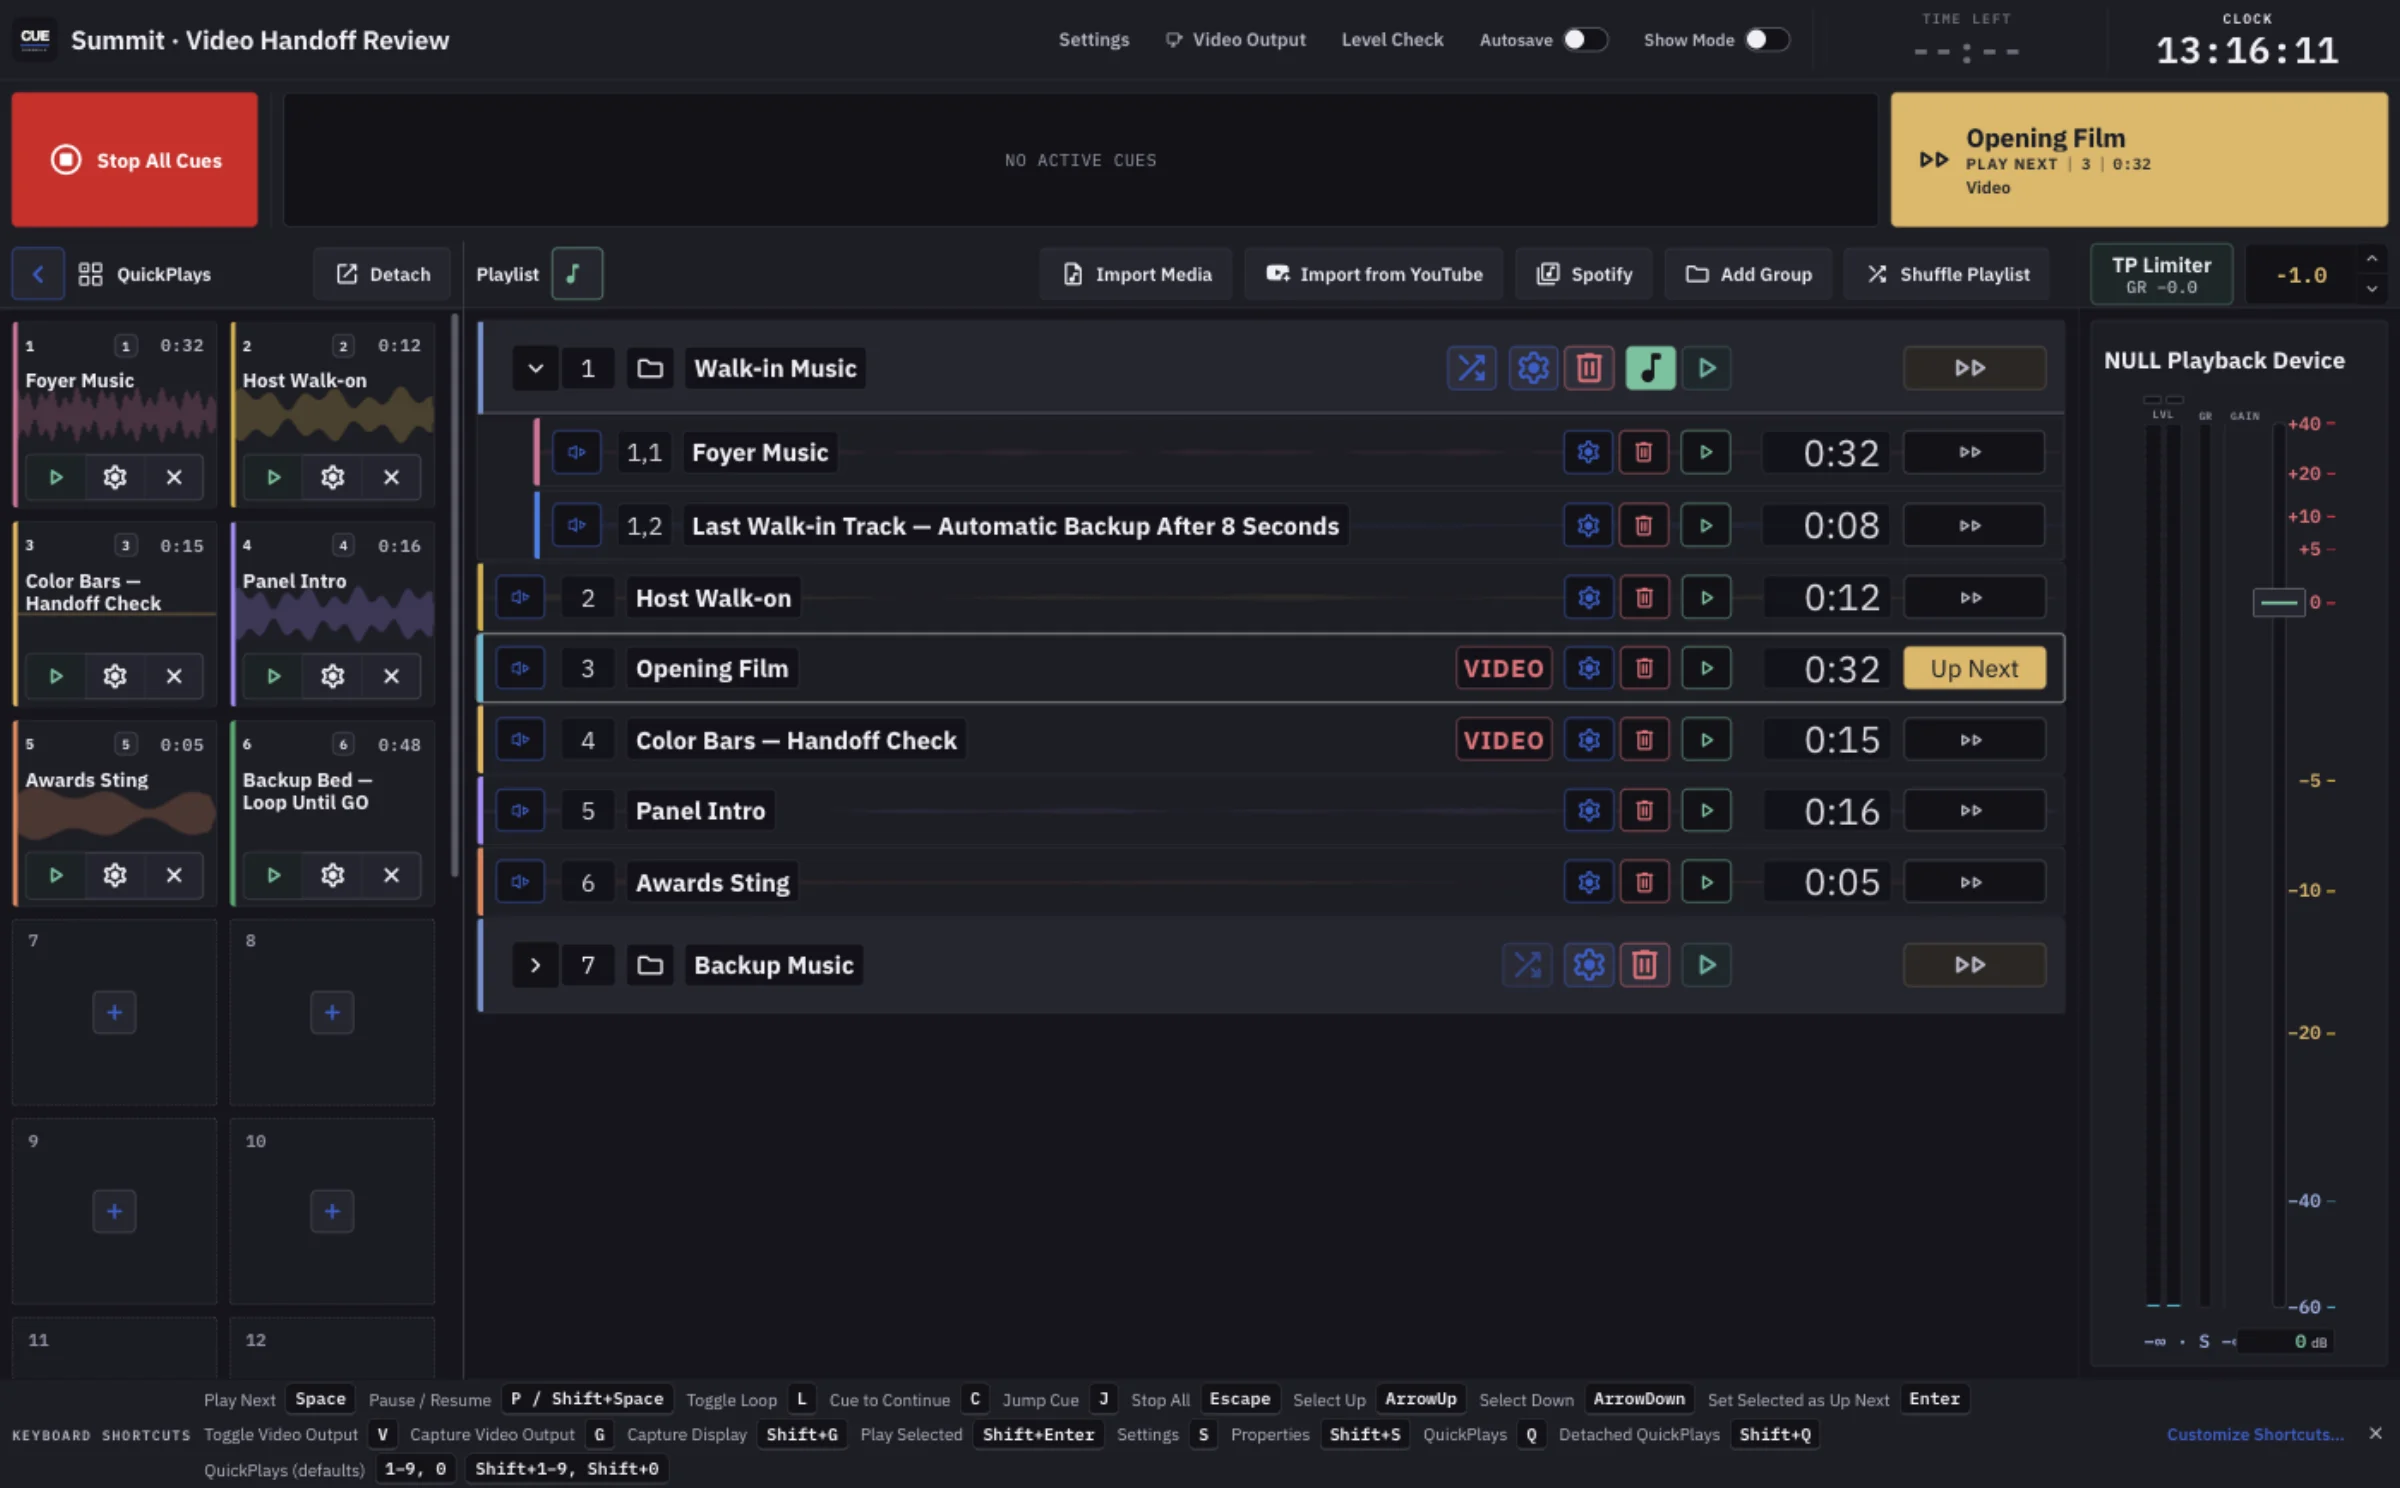 CUE
Summit · Video Handoff Review
Settings
Video Output
Level Check
Autosave
Show Mode
TIME LEFT
--:--
CLOCK
13:16:11
Stop All Cues
NO ACTIVE CUES
Opening Film
PLAY NEXT | 3 | 0:32
Video
QuickPlays
Detach
Playlist
Import Media
Import from YouTube
Spotify
Add Group
Shuffle Playlist
TP Limiter
GR -0.0
-1.0
1 1 0:32
Foyer Music
2 2 0:12
Host Walk-on
3 3 0:15
Color Bars —
Handoff Check
4 4 0:16
Panel Intro
5 5 0:05
Awards Sting
6 6 0:48
Backup Bed —
Loop Until GO
7
8
9
10
11
12
1 Walk-in Music
1,1 Foyer Music 0:32
1,2 Last Walk-in Track — Automatic Backup After 8 Seconds 0:08
2 Host Walk-on 0:12
3 Opening Film VIDEO 0:32 Up Next
4 Color Bars — Handoff Check VIDEO 0:15
5 Panel Intro 0:16
6 Awards Sting 0:05
7 Backup Music
NULL Playback Device
LVL GR GAIN
+40
+20
+10
+5
0
-5
-10
-20
-40
-60
-∞ · S
0 dB
KEYBOARD SHORTCUTS
Play Next Space Pause / Resume P / Shift+Space Toggle Loop L Cue to Continue C Jump Cue J Stop All Escape Select Up ArrowUp Select Down ArrowDown Set Selected as Up Next Enter
Toggle Video Output V Capture Video Output G Capture Display Shift+G Play Selected Shift+Enter Settings S Properties Shift+S QuickPlays Q Detached QuickPlays Shift+Q
QuickPlays (defaults) 1-9, 0 Shift+1-9, Shift+0
Customize Shortcuts...